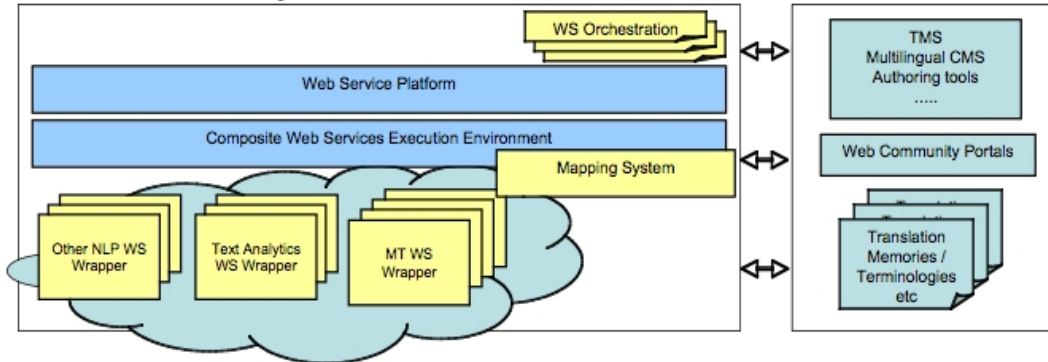 WS Orchestration
Web Service Platform
Composite Web Services Execution Environment
Mapping System
Other NLP WS
Wrapper
Text Analytics
WS Wrapper
MT WS
Wrapper
TMS
Multilingual CMS
Authoring tools
.....
Web Community Portals
Translation
Memories /
Terminologies
etc